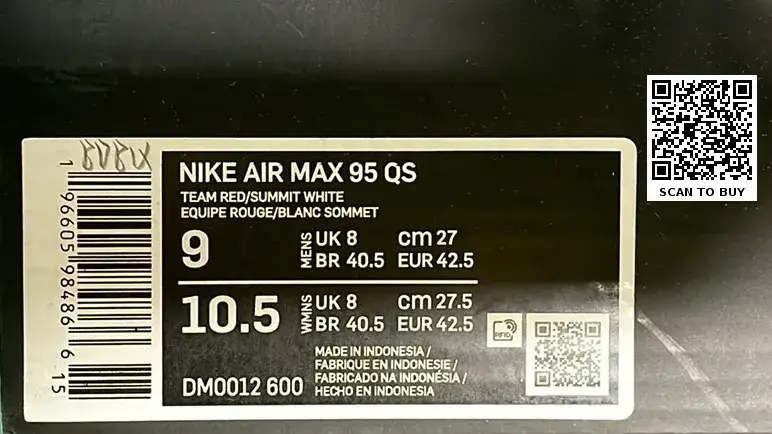 NIKE AIR MAX 95 QS
TEAM RED/SUMMIT WHITE
EQUIPE ROUGE/BLANC SOMMET
9 MENS UK 8 cm 27
BR 40.5 EUR 42.5
10.5 WMNS UK 8 cm 27.5
BR 40.5 EUR 42.5
MADE IN INDONESIA /
FABRIQUE EN INDONESIE /
FABRICADO NA INDONÉSIA /
HECHO EN INDONESIA
DM0012 600
RFID
1 96605 98486 6 15
SCAN TO BUY